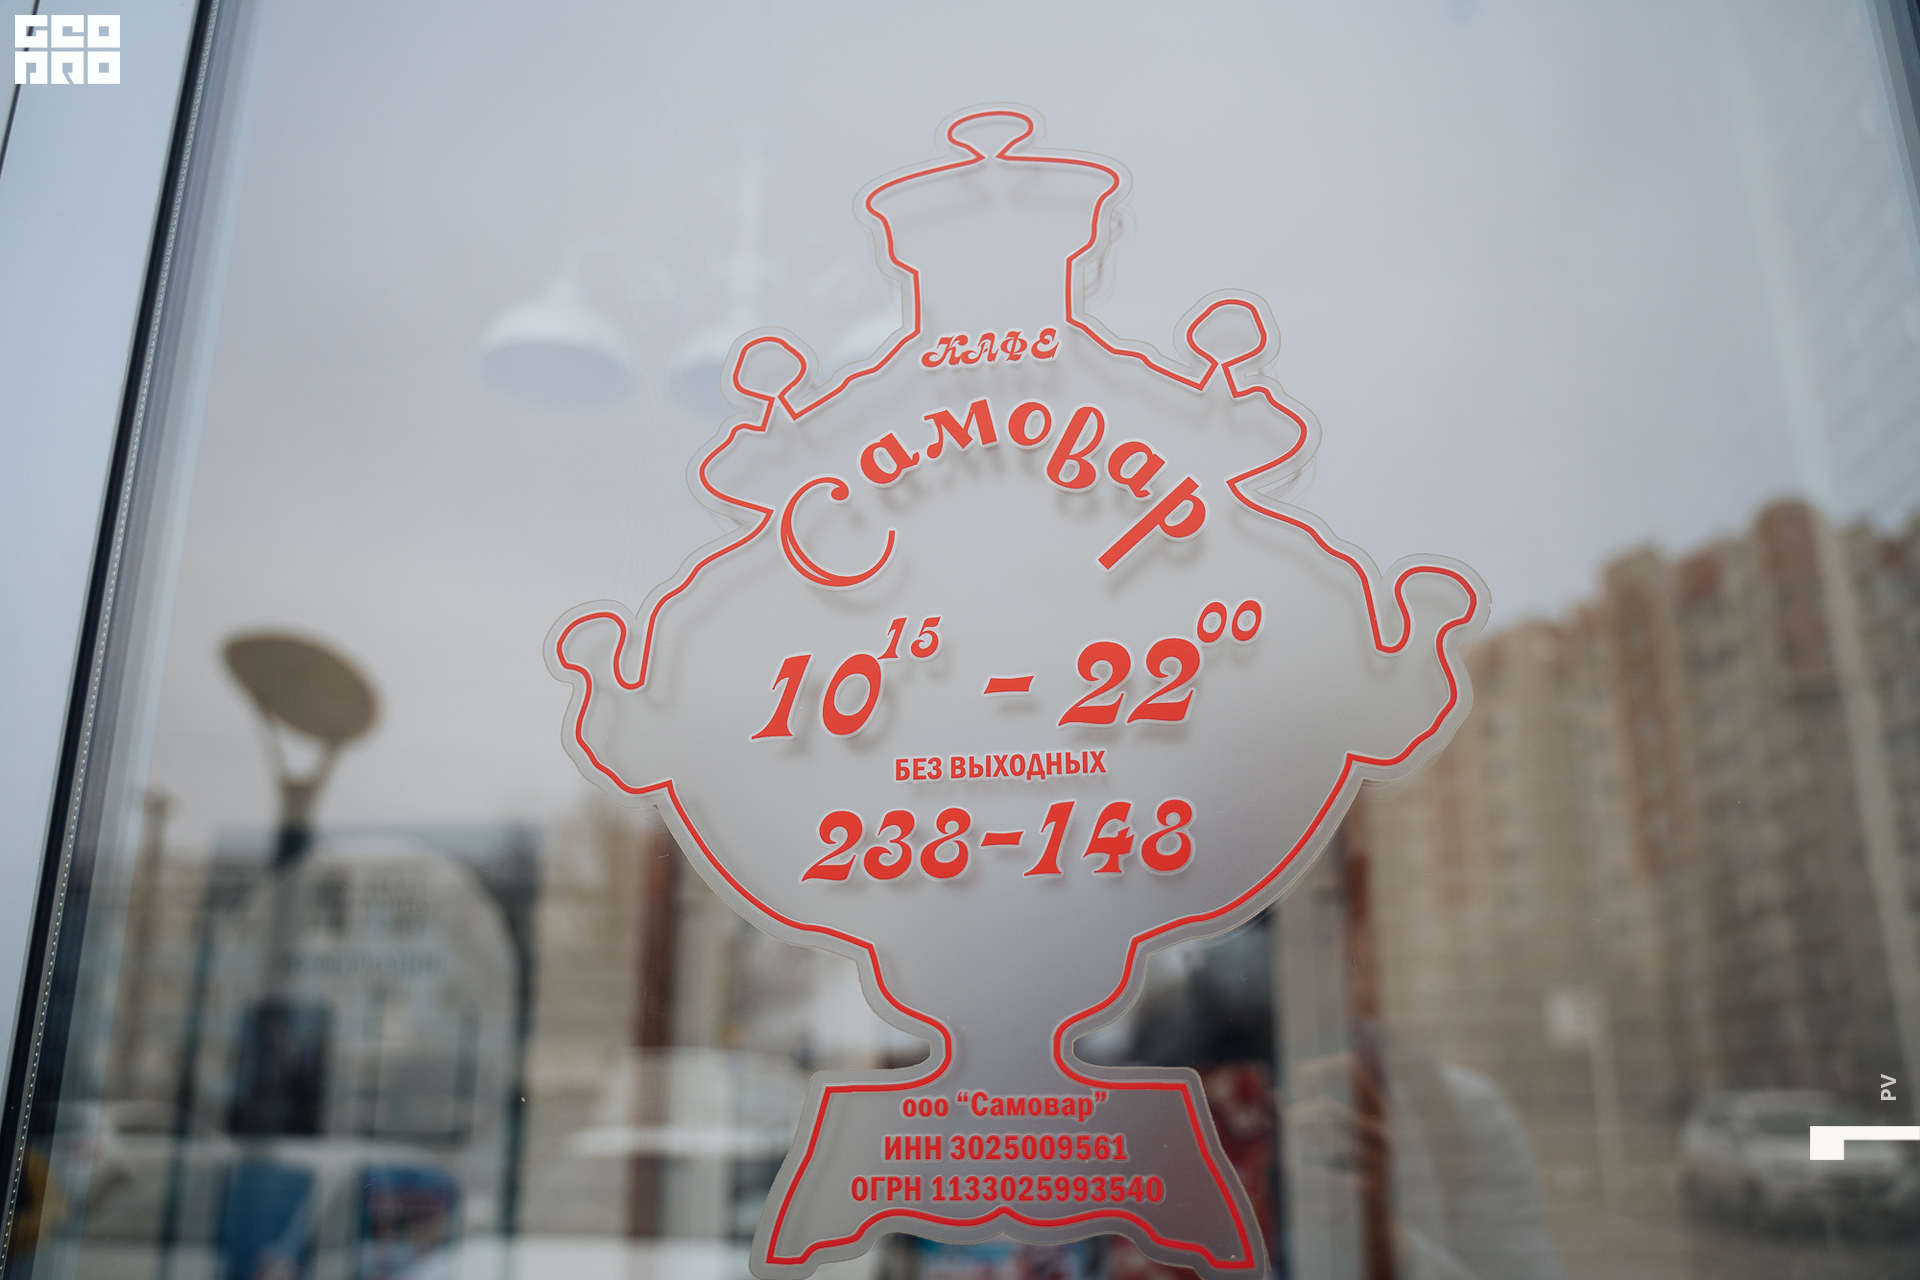 GEO
PRO
КАФЕ
Самовар
10¹⁵ - 22⁰⁰
БЕЗ ВЫХОДНЫХ
238-148
ооо “Самовар”
ИНН 3025009561
ОГРН 1133025993540
PV